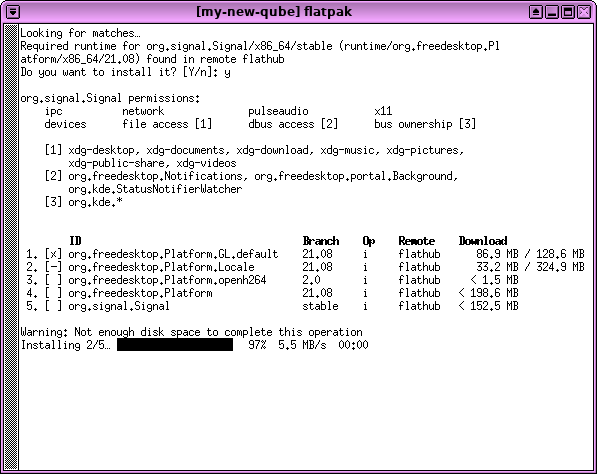 [my-new-qube] flatpak
Looking for matches…
Required runtime for org.signal.Signal/x86_64/stable (runtime/org.freedesktop.Pl
atform/x86_64/21.08) found in remote flathub
Do you want to install it? [Y/n]: y
org.signal.Signal permissions:
ipc network pulseaudio x11
devices file access [1] dbus access [2] bus ownership [3]
[1] xdg-desktop, xdg-documents, xdg-download, xdg-music, xdg-pictures,
xdg-public-share, xdg-videos
[2] org.freedesktop.Notifications, org.freedesktop.portal.Background,
org.kde.StatusNotifierWatcher
[3] org.kde.*
ID Branch Op Remote Download
1. [x] org.freedesktop.Platform.GL.default 21.08 i flathub 86.9 MB / 128.6 MB
2. [—] org.freedesktop.Platform.Locale 21.08 i flathub 33.2 MB / 324.9 MB
3. [ ] org.freedesktop.Platform.openh264 2.0 i flathub < 1.5 MB
4. [ ] org.freedesktop.Platform 21.08 i flathub < 198.6 MB
5. [ ] org.signal.Signal stable i flathub < 152.5 MB
Warning: Not enough disk space to complete this operation
Installing 2/5… 97% 5.5 MB/s 00:00